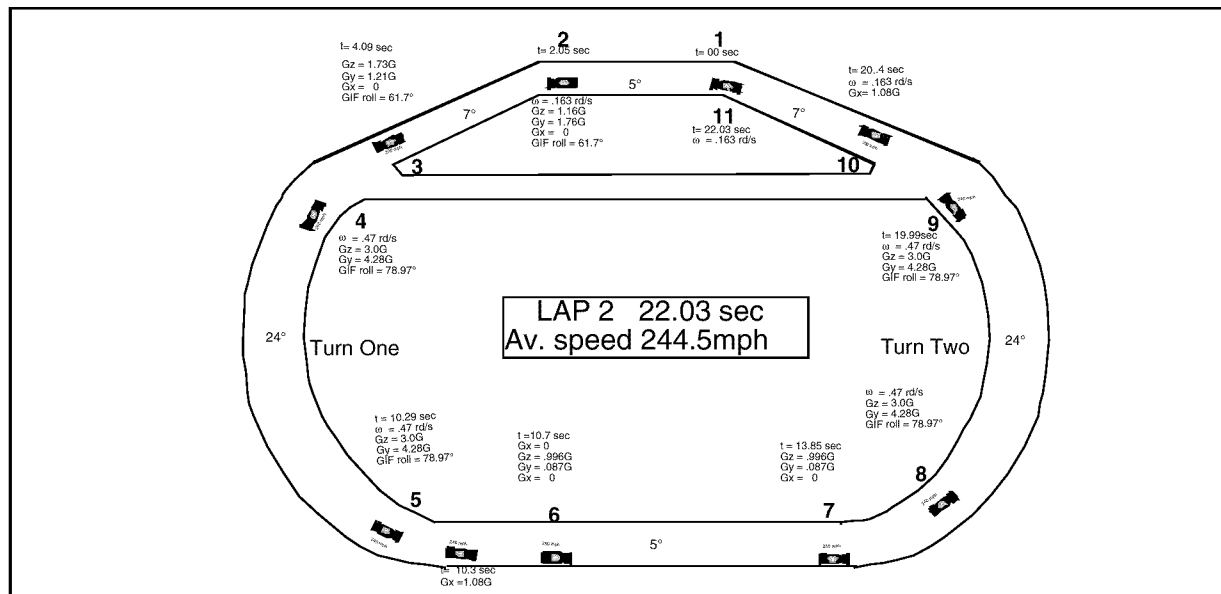 2
t= 2.05 sec
1
t= 00 sec
t= 4.09 sec
Gz = 1.73G
Gy = 1.21G
Gx = 0
GIF roll = 61.7°
t= 20..4 sec
ω = .163 rd/s
Gx= 1.08G
7°
5°
7°
ω = .163 rd/s
Gz = 1.16G
Gy = 1.76G
Gx = 0
GIF roll = 61.7°
11
t= 22.03 sec
ω = .163 rd/s
3
10
4
ω = .47 rd/s
Gz = 3.0G
Gy = 4.28G
GIF roll = 78.97°
9
t= 19.99sec
ω = .47 rd/s
Gz = 3.0G
Gy = 4.28G
GIF roll = 78.97°
LAP 2 22.03 sec
Av. speed 244.5mph
24°
Turn One
Turn Two
24°
t = 10.29 sec
ω = .47 rd/s
Gz = 3.0G
Gy = 4.28G
GIF roll = 78.97°
t =10.7 sec
Gx = 0
Gz = .996G
Gy = .087G
Gx = 0
t = 13.85 sec
Gz = .996G
Gy = .087G
Gx = 0
ω = .47 rd/s
Gz = 3.0G
Gy = 4.28G
GIF roll = 78.97°
5
6
7
8
5°
t= 10.3 sec
Gx =1.08G